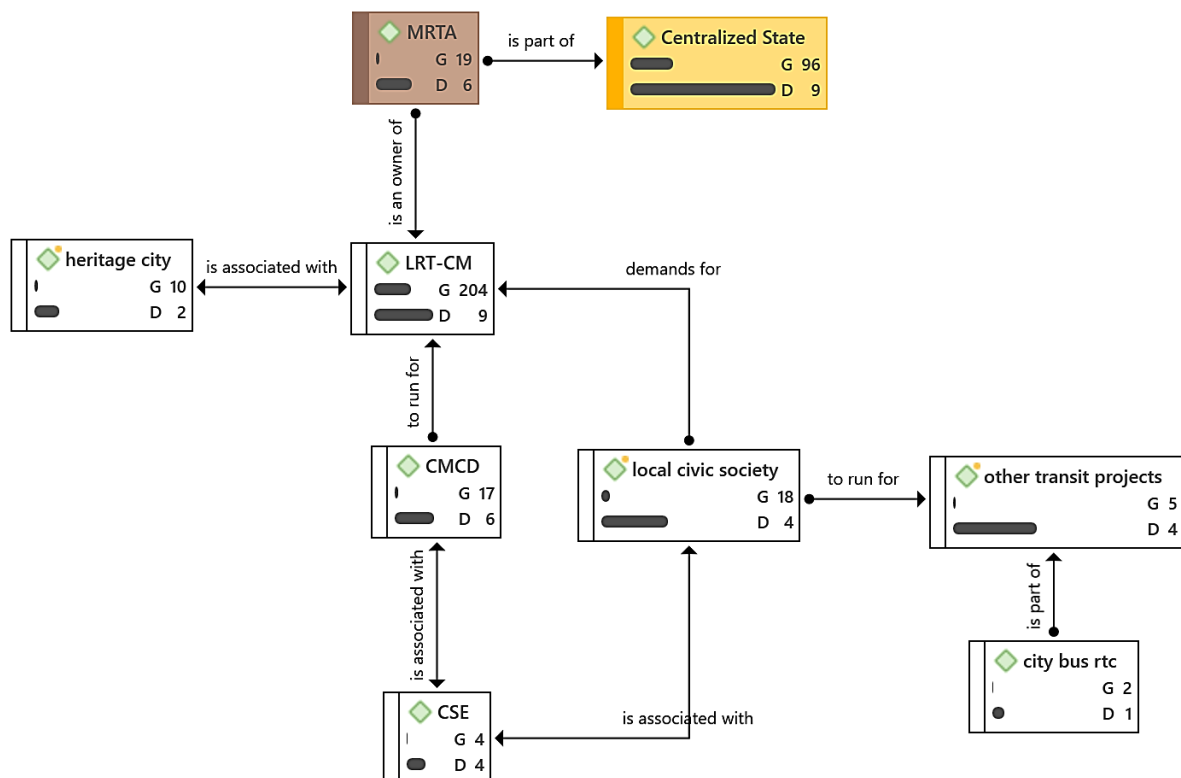 MRTA
G 19
D 6
is part of
Centralized State
G 96
D 9
is an owner of
heritage city
G 10
D 2
is associated with
LRT-CM
G 204
D 9
demands for
to run for
CMCD
G 17
D 6
local civic society
G 18
D 4
to run for
other transit projects
G 5
D 4
is associated with
is part of
city bus rtc
G 2
D 1
CSE
G 4
D 4
is associated with